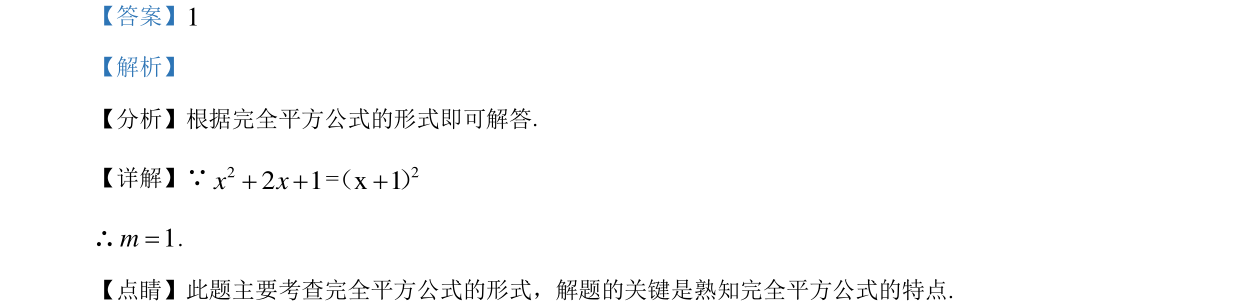 【答案】1
【解析】
【分析】根据完全平方公式的形式即可解答.
【详解】∵ x² + 2x + 1=(x + 1)²
∴ m = 1.
【点睛】此题主要考查完全平方公式的形式，解题的关键是熟知完全平方公式的特点.